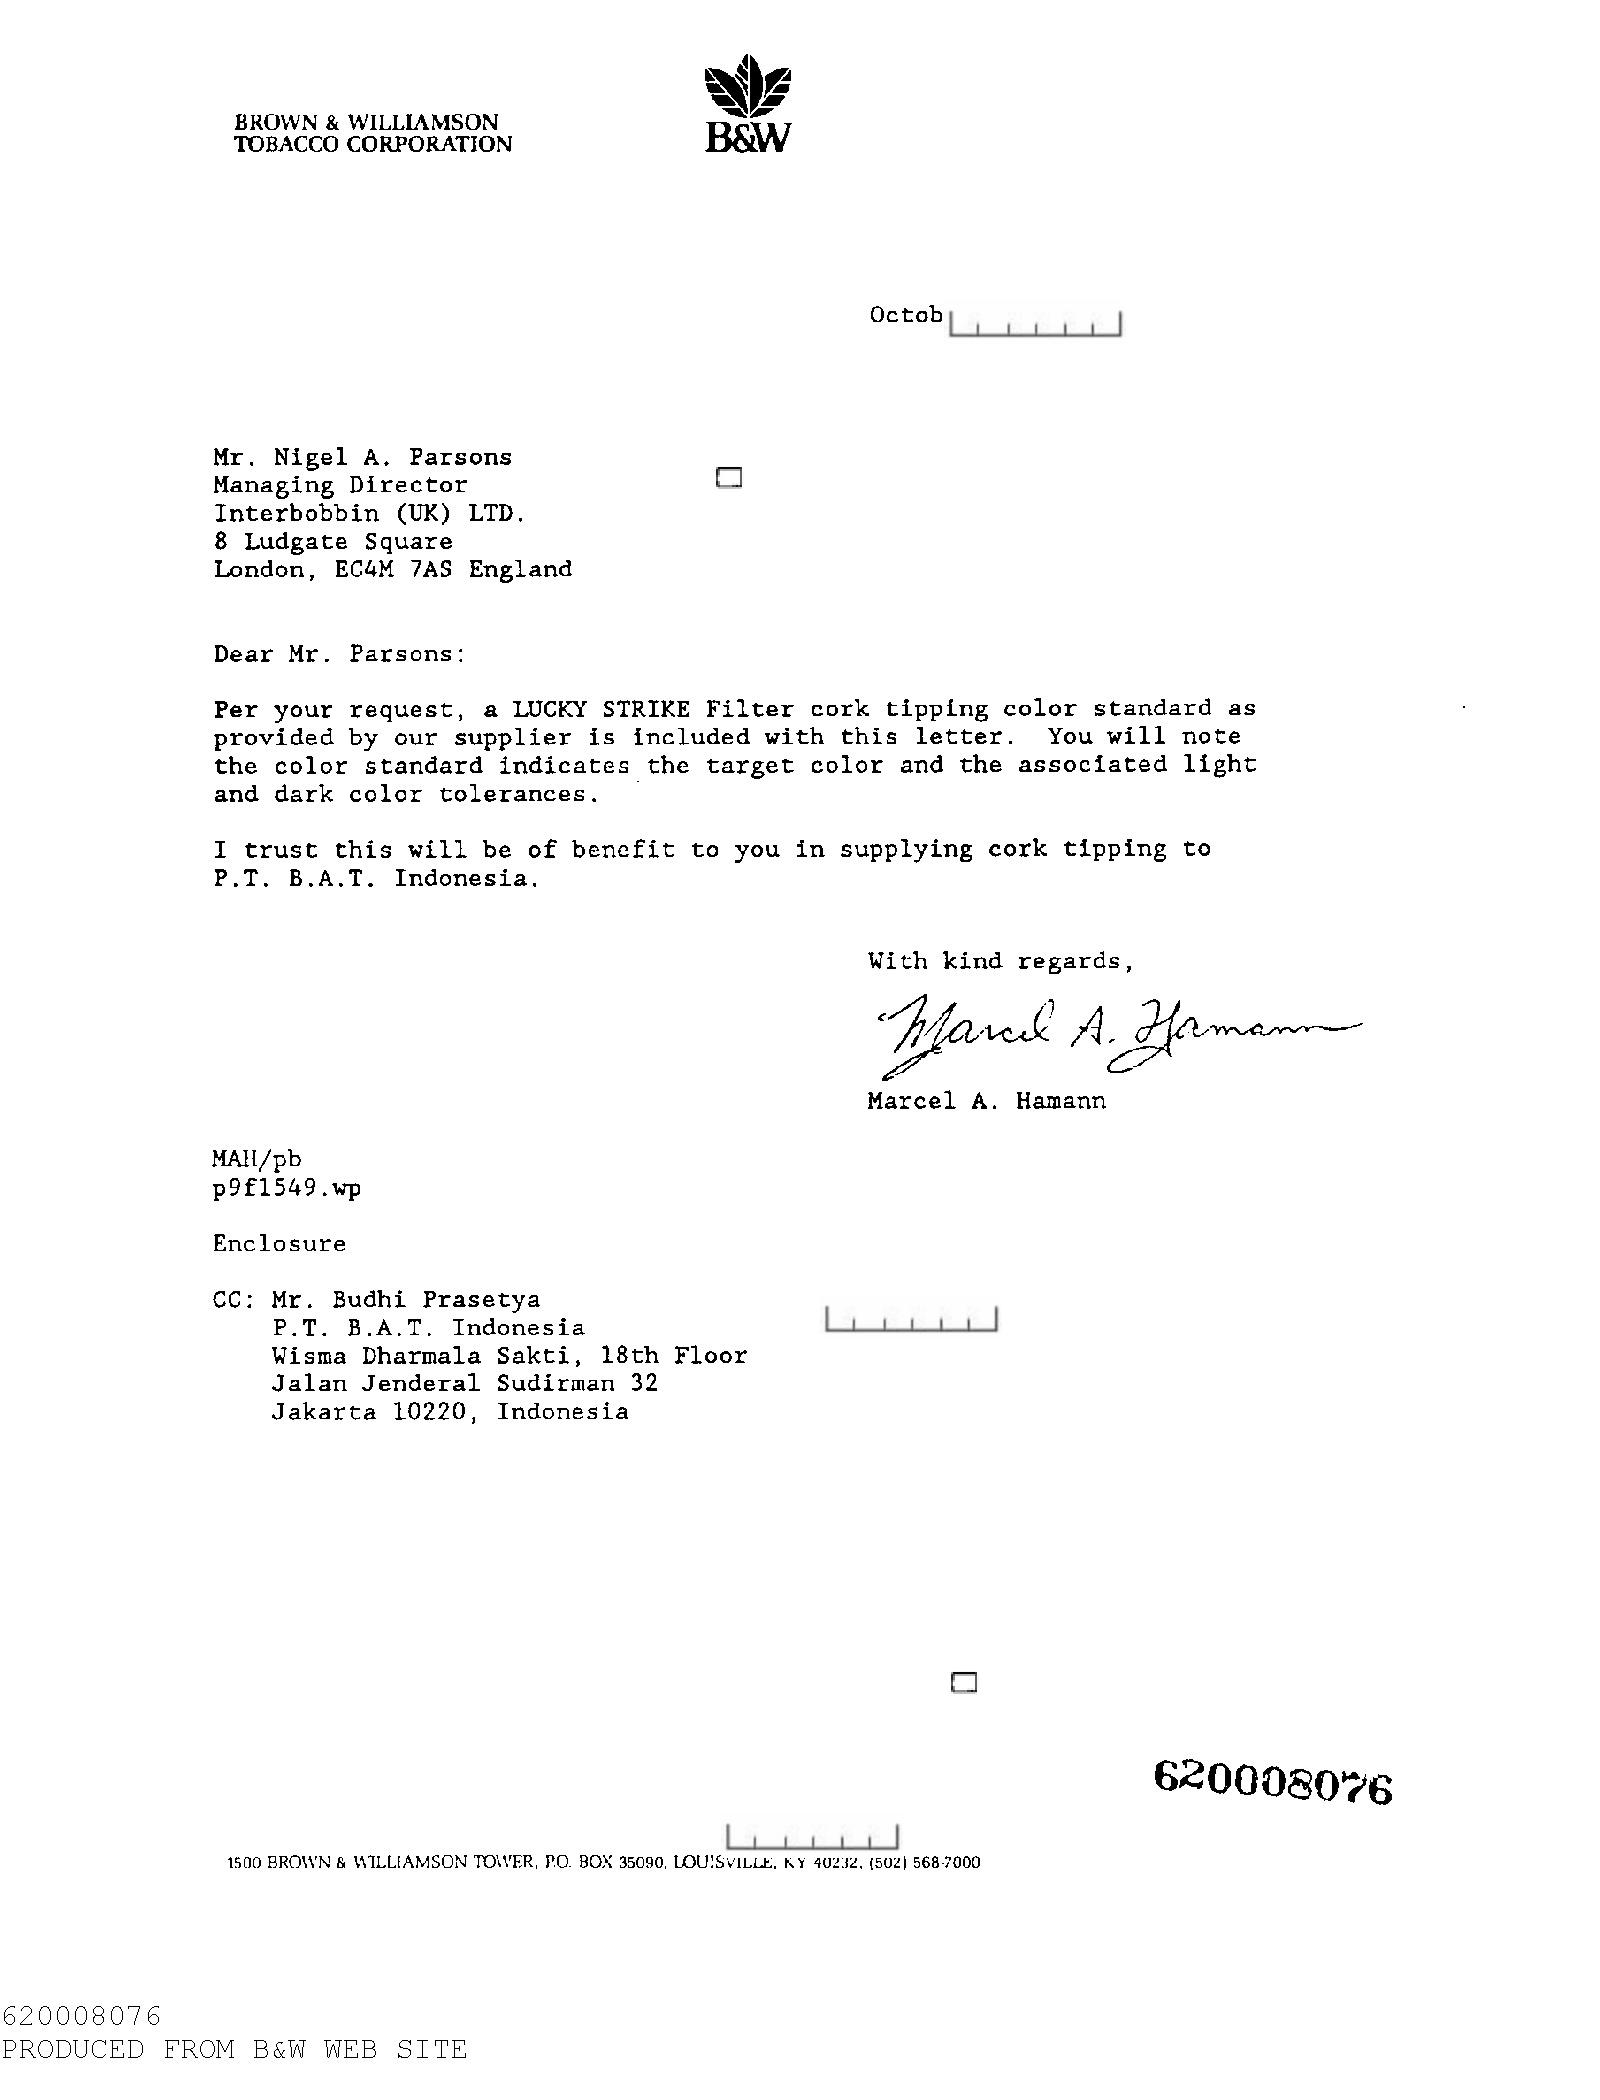 BROWN & WILLIAMSON
TOBACCO CORPORATION
B&W
Octob
Mr. Nigel A. Parsons
Managing Director
Interbobbin (UK) LTD.
8 Ludgate Square
London, EC4M 7AS England
Dear Mr. Parsons:
Per your request, a LUCKY STRIKE Filter cork tipping color standard as
provided by our supplier is included with this letter. You will note
the color standard indicates the target color and the associated light
and dark color tolerances.
I trust this will be of benefit to you in supplying cork tipping to
P.T. B.A.T. Indonesia.
With kind regards,
Marcel A. Hamann
Marcel A. Hamann
MAH/pb
p9f1549.wp
Enclosure
CC: Mr. Budhi Prasetya
P.T. B.A.T. Indonesia
Wisma Dharmala Sakti, 18th Floor
Jalan Jenderal Sudirman 32
Jakarta 10220, Indonesia
620008076
1500 BROWN & WILLIAMSON TOWER, P.O. BOX 35090, LOUISVILLE, KY 40232, (502) 568-7000
620008076
PRODUCED FROM B&W WEB SITE